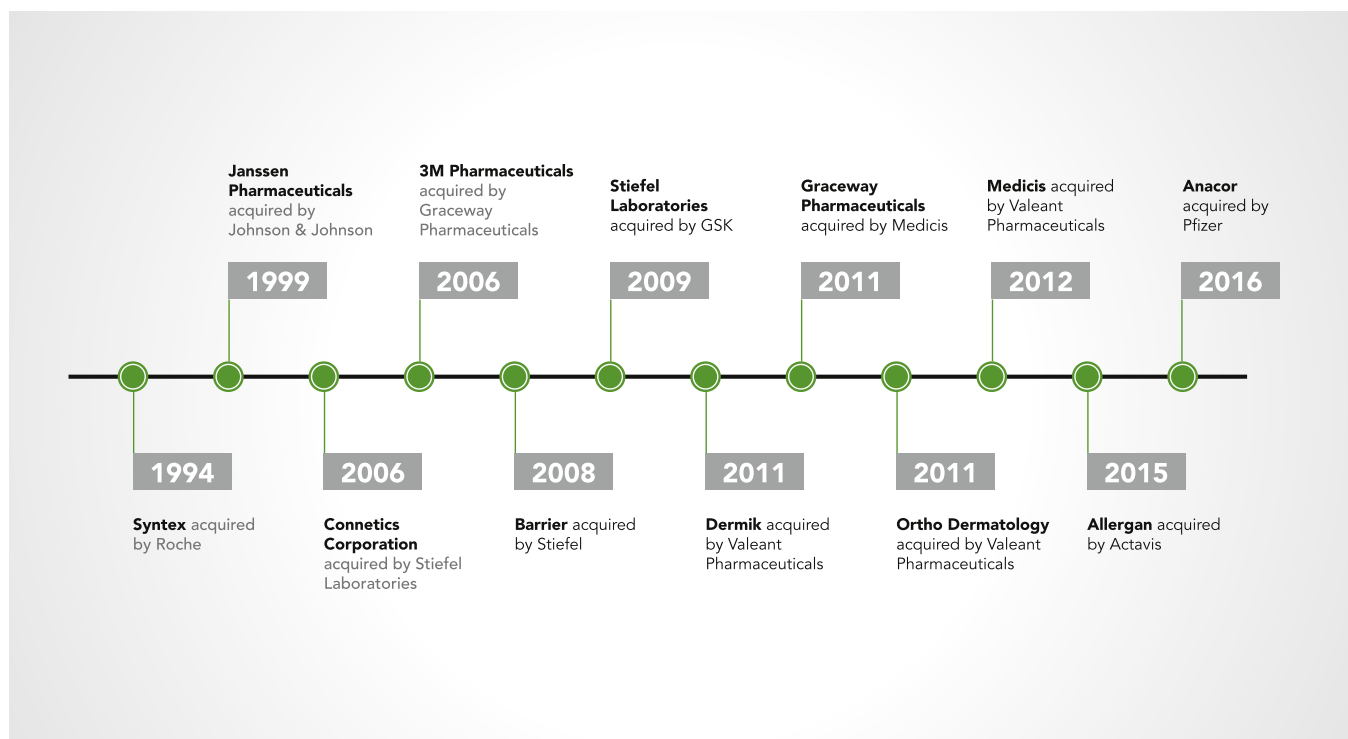 Janssen
Pharmaceuticals
acquired by
Johnson & Johnson
1999
3M Pharmaceuticals
acquired by
Graceway
Pharmaceuticals
2006
Stiefel
Laboratories
acquired by GSK
2009
Graceway
Pharmaceuticals
acquired by Medicis
2011
Medicis acquired
by Valeant
Pharmaceuticals
2012
Anacor
acquired by
Pfizer
2016
1994
Syntex acquired
by Roche
2006
Connetics
Corporation
acquired by Stiefel
Laboratories
2008
Barrier acquired
by Stiefel
2011
Dermik acquired
by Valeant
Pharmaceuticals
2011
Ortho Dermatology
acquired by Valeant
Pharmaceuticals
2015
Allergan acquired
by Actavis